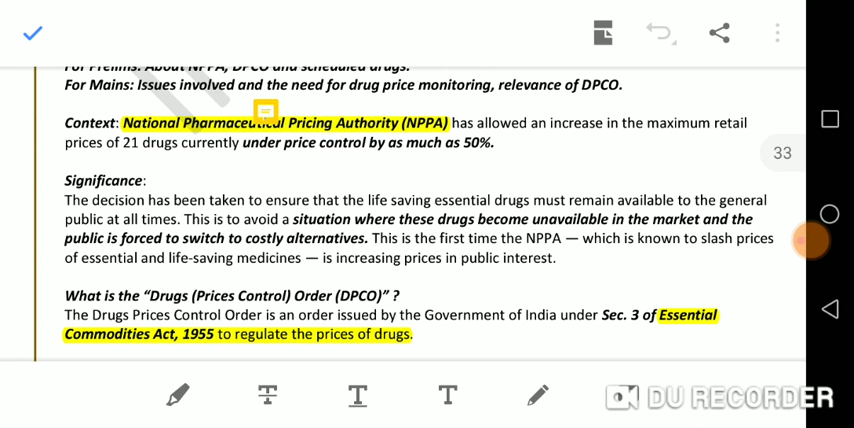 For Prelims: About NPPA, DPCO and scheduled drugs.
For Mains: Issues involved and the need for drug price monitoring, relevance of DPCO.
Context: National Pharmaceutical Pricing Authority (NPPA) has allowed an increase in the maximum retail
prices of 21 drugs currently under price control by as much as 50%.
33
Significance:
The decision has been taken to ensure that the life saving essential drugs must remain available to the general
public at all times. This is to avoid a situation where these drugs become unavailable in the market and the
public is forced to switch to costly alternatives. This is the first time the NPPA — which is known to slash prices
of essential and life-saving medicines — is increasing prices in public interest.
What is the “Drugs (Prices Control) Order (DPCO)” ?
The Drugs Prices Control Order is an order issued by the Government of India under Sec. 3 of Essential
Commodities Act, 1955 to regulate the prices of drugs.
T T T
DU RECORDER